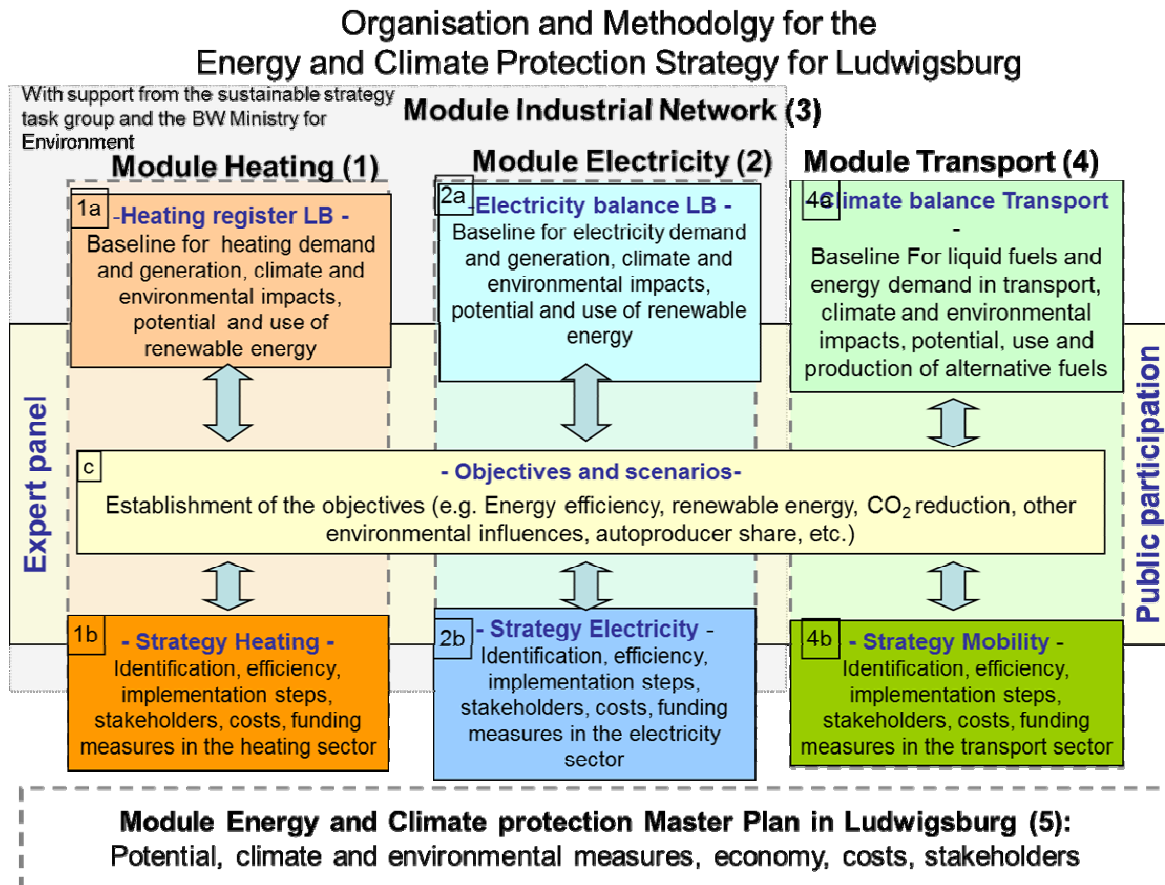 Organisation and Methodolgy for the
Energy and Climate Protection Strategy for Ludwigsburg
With support from the sustainable strategy
task group and the BW Ministry for
Environment
Module Industrial Network (3)
Module Heating (1)
Module Electricity (2)
Module Transport (4)
1a
-Heating register LB -
Baseline for heating demand
and generation, climate and
environmental impacts,
potential and use of
renewable energy
2a
-Electricity balance LB -
Baseline for electricity demand
and generation, climate and
environmental impacts,
potential and use of renewable
energy
4a
-Climate balance Transport
-
Baseline For liquid fuels and
energy demand in transport,
climate and environmental
impacts, potential, use and
production of alternative fuels
Expert panel
Public participation
c
- Objectives and scenarios-
Establishment of the objectives (e.g. Energy efficiency, renewable energy, CO₂ reduction, other
environmental influences, autoproducer share, etc.)
1b
- Strategy Heating -
Identification, efficiency,
implementation steps,
stakeholders, costs, funding
measures in the heating sector
2b
- Strategy Electricity -
Identification, efficiency,
implementation steps,
stakeholders, costs, funding
measures in the electricity
sector
4b
- Strategy Mobility -
Identification, efficiency,
implementation steps,
stakeholders, costs, funding
measures in the transport sector
Module Energy and Climate protection Master Plan in Ludwigsburg (5):
Potential, climate and environmental measures, economy, costs, stakeholders